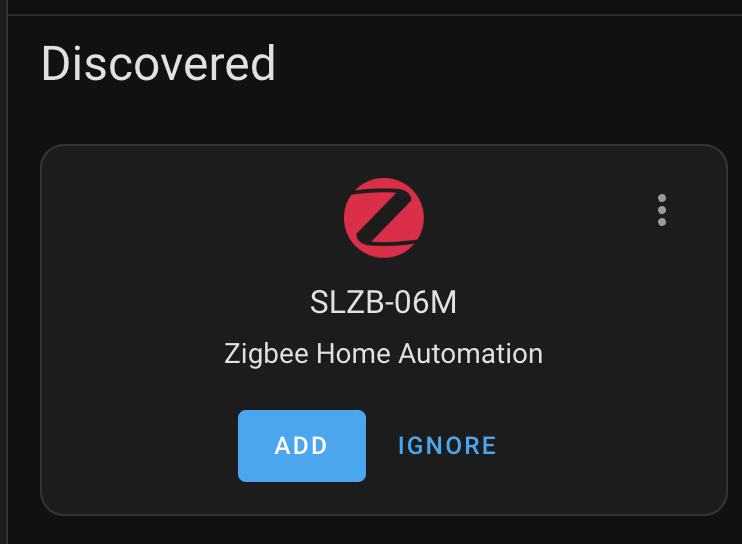 Discovered
SLZB-06M
Zigbee Home Automation
ADD
IGNORE